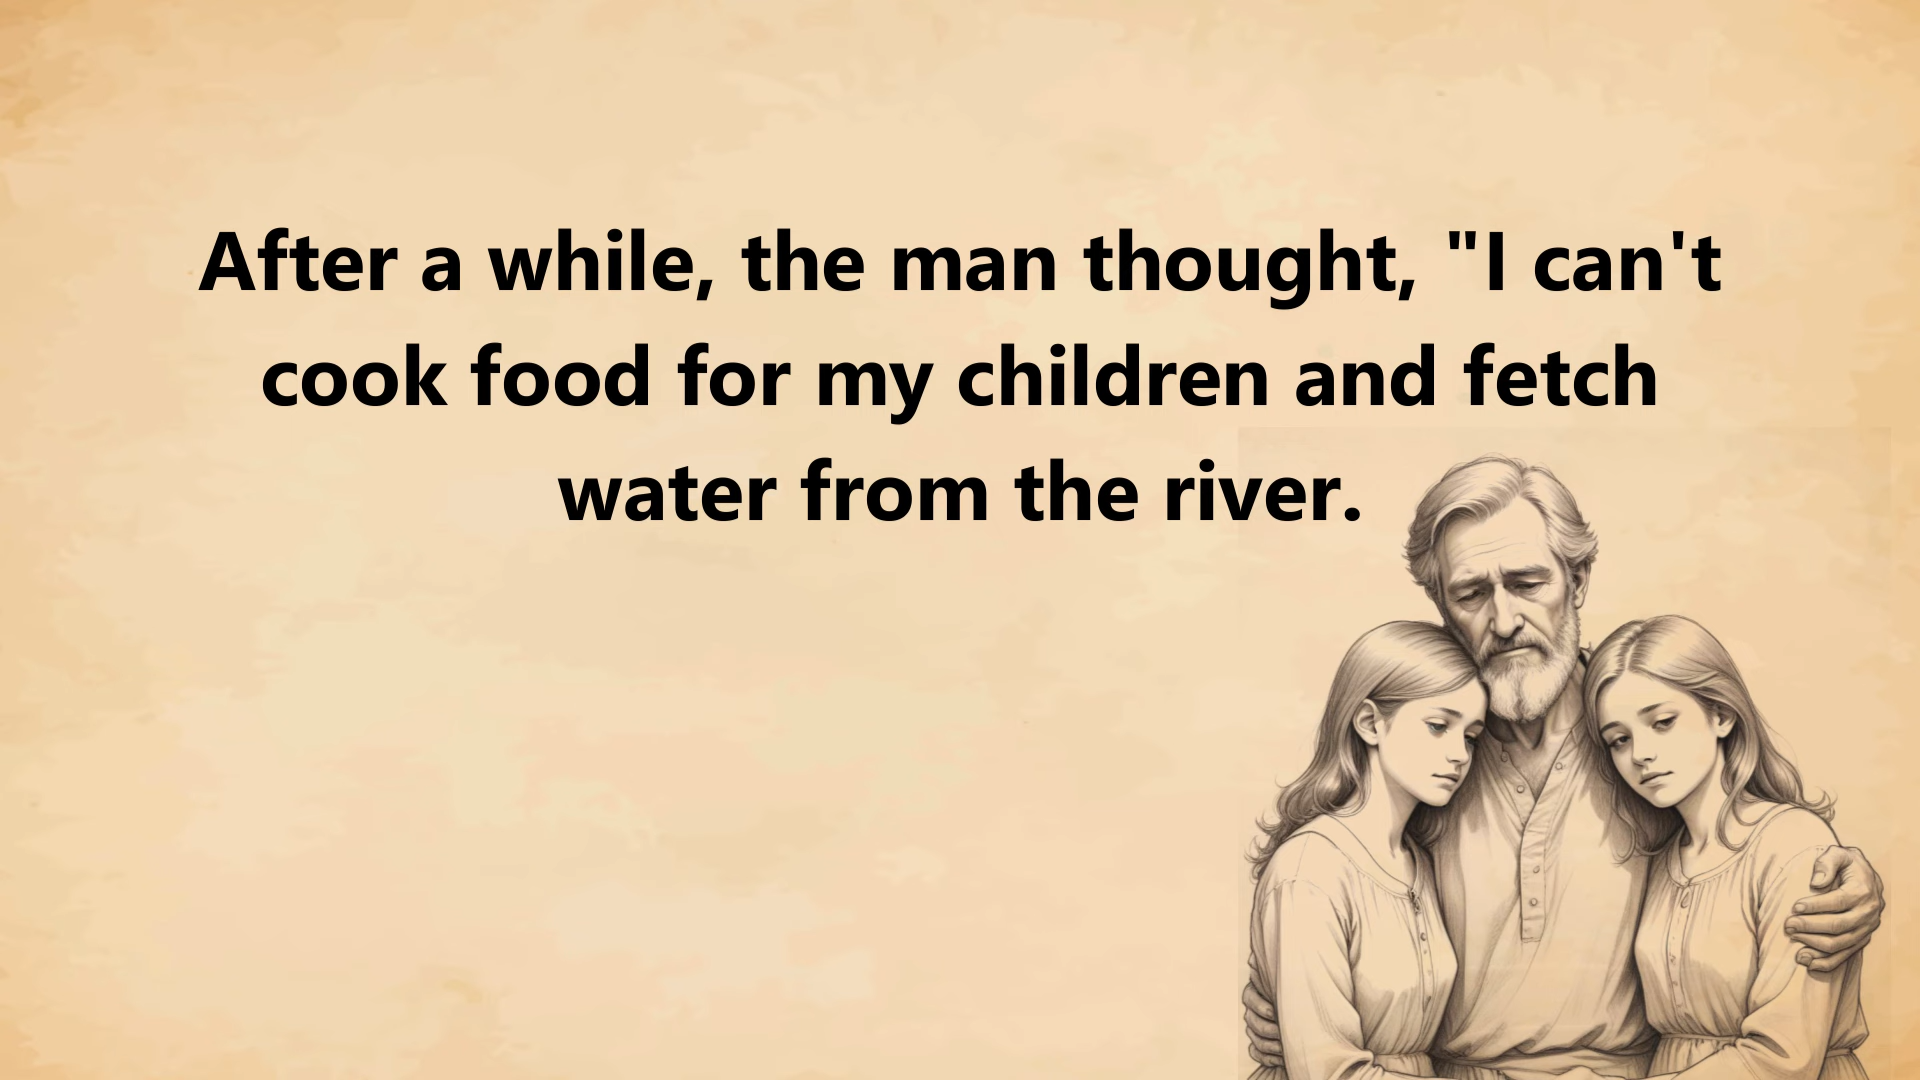 After a while, the man thought, "I can't
cook food for my children and fetch
water from the river.